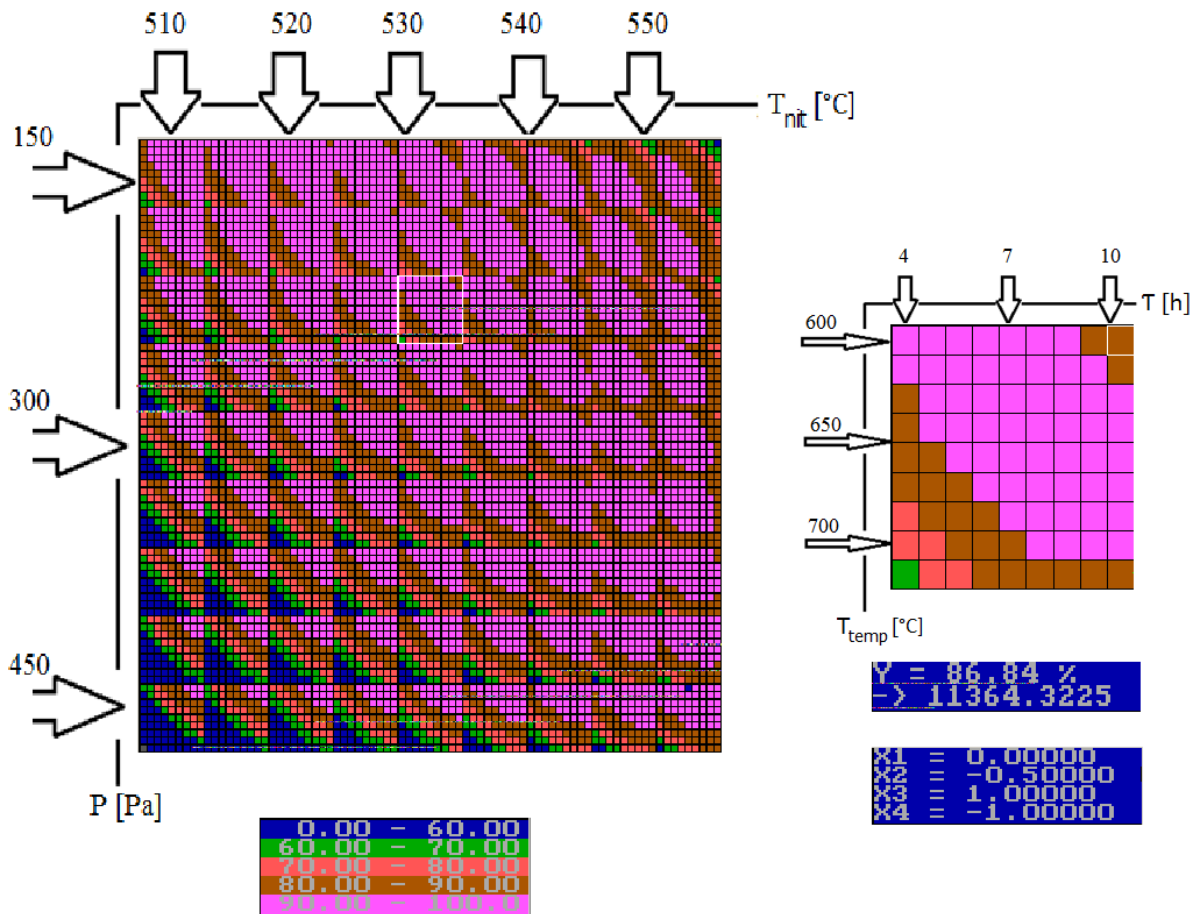 510 520 530 540 550
T_nit [°C]
150
300
450
P [Pa]
4 7 10
τ [h]
600
650
700
T_temp [°C]
Y = 86.84 %
-> 11364.3225
X1 = 0.00000
X2 = -0.50000
X3 = 1.00000
X4 = -1.00000
0.00 - 60.00
60.00 - 70.00
70.00 - 80.00
80.00 - 90.00
90.00 - 100.0